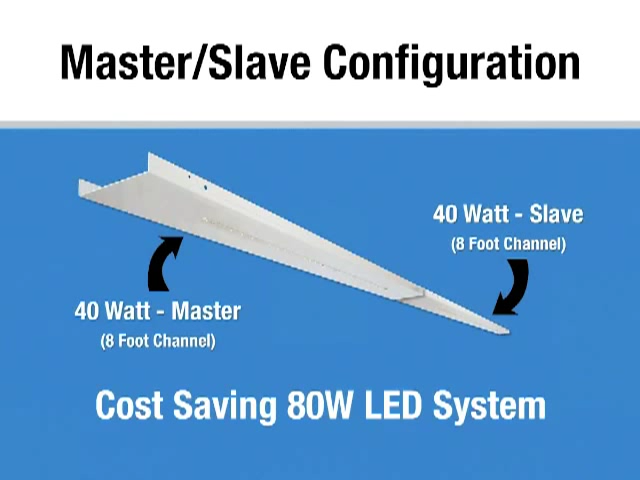 Master/Slave Configuration
40 Watt - Slave
(8 Foot Channel)
40 Watt - Master
(8 Foot Channel)
Cost Saving 80W LED System